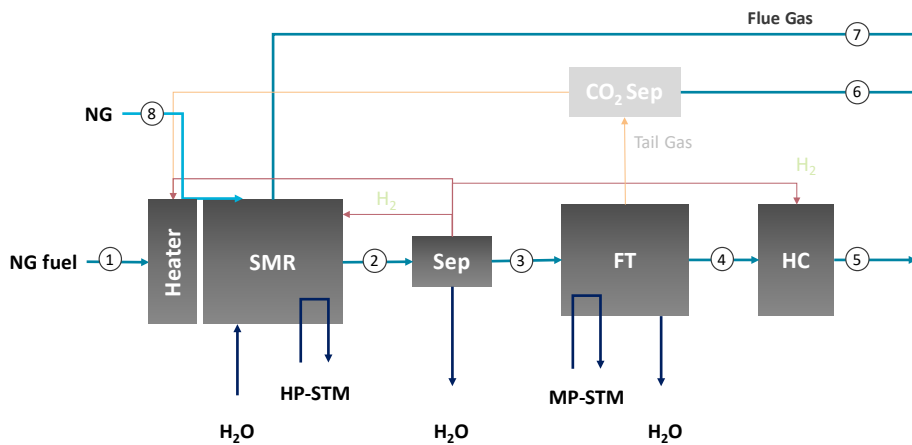 Flue Gas
7
CO₂ Sep
6
NG
8
Tail Gas
H₂
H₂
NG fuel
1
Heater
SMR
2
Sep
3
FT
4
HC
5
HP-STM
MP-STM
H₂O
H₂O
H₂O